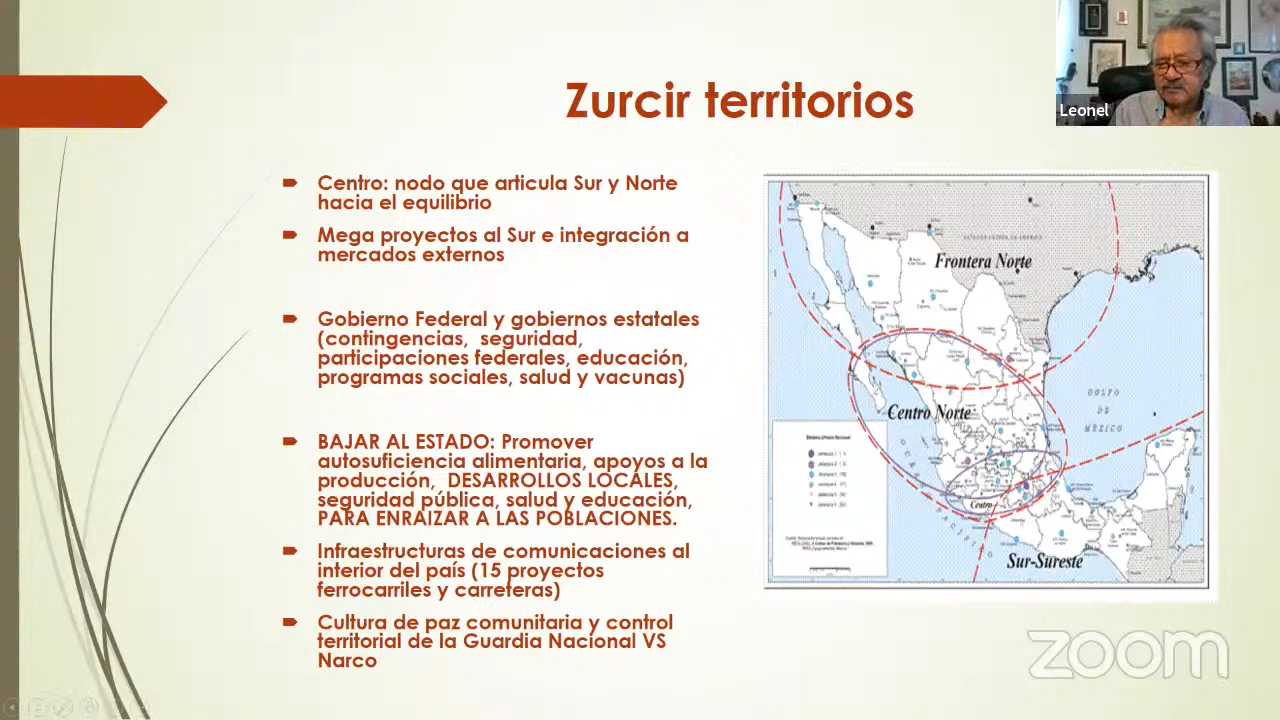 Zurcir territorios
Leonel
Centro: nodo que articula Sur y Norte
hacia el equilibrio
Mega proyectos al Sur e integración a
mercados externos
Gobierno Federal y gobiernos estatales
(contingencias, seguridad,
participaciones federales, educación,
programas sociales, salud y vacunas)
BAJAR AL ESTADO: Promover
autosuficiencia alimentaria, apoyos a la
producción, DESARROLLOS LOCALES,
seguridad pública, salud y educación,
PARA ENRAIZAR A LAS POBLACIONES.
Infraestructuras de comunicaciones al
interior del país (15 proyectos
ferrocarriles y carreteras)
Cultura de paz comunitaria y control
territorial de la Guardia Nacional VS
Narco
Frontera Norte
Centro Norte
GOLFO
DE
MÉXICO
Centro
Sur-Sureste
zoom